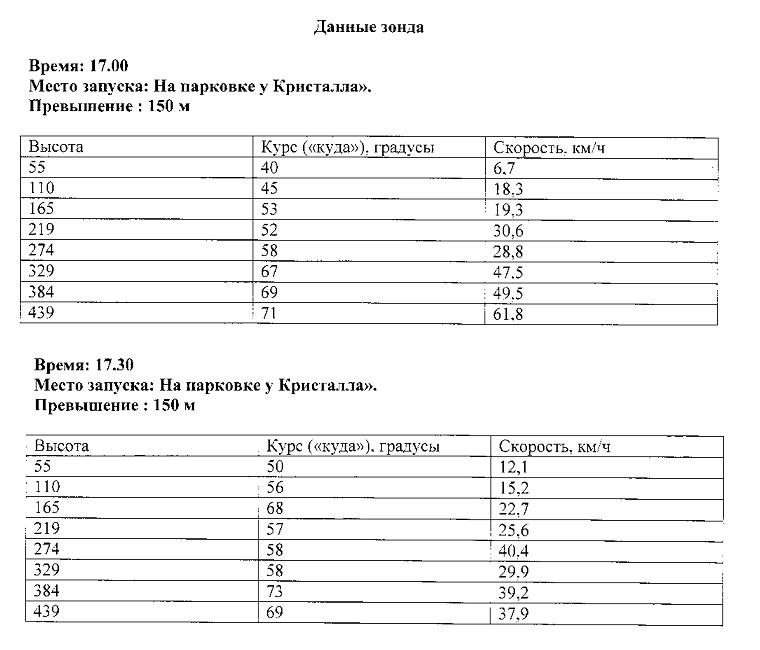 Данные зонда
Время: 17.00
Место запуска: На парковке у Кристалла».
Превышение : 150 м
Высота Курс («куда»), градусы Скорость, км/ч
55 40 6,7
110 45 18,3
165 53 19,3
219 52 30,6
274 58 28,8
329 67 47,5
384 69 49,5
439 71 61,8
Время: 17.30
Место запуска: На парковке у Кристалла».
Превышение : 150 м
Высота Курс («куда»), градусы Скорость, км/ч
55 50 12,1
110 56 15,2
165 68 22,7
219 57 25,6
274 58 40,4
329 58 29,9
384 73 39,2
439 69 37,9